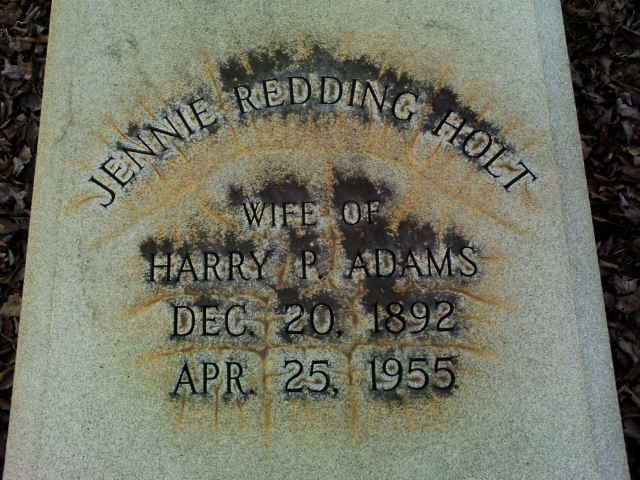 JENNIE REDDING HOLT
WIFE OF
HARRY P. ADAMS
DEC. 20, 1892
APR. 25, 1955